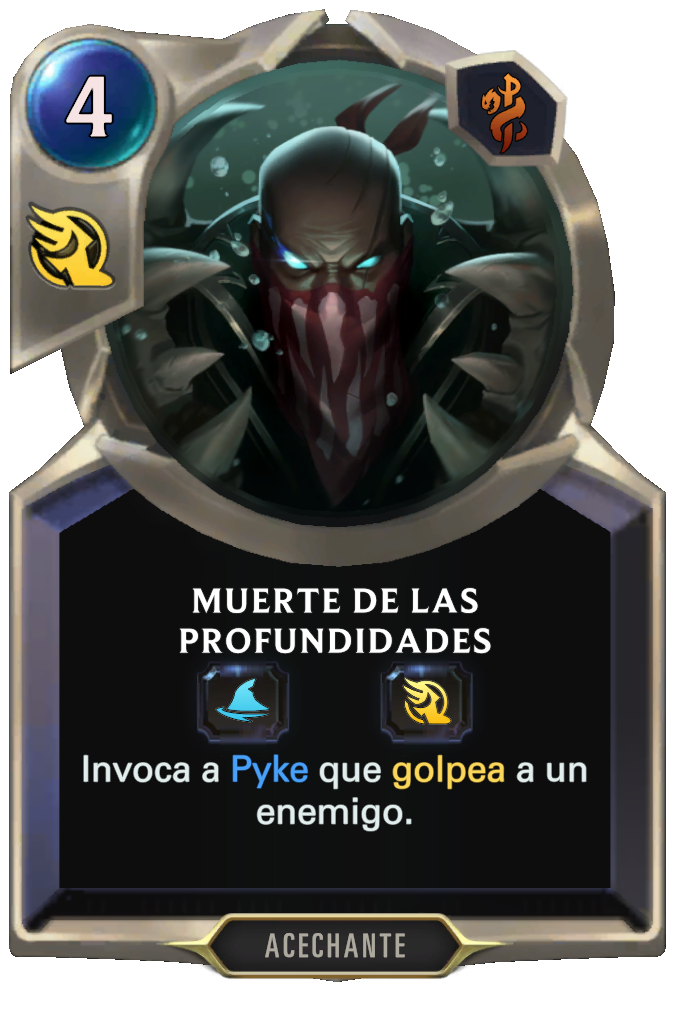 4
MUERTE DE LAS
PROFUNDIDADES
Invoca a Pyke que golpea a un
enemigo.
ACECHANTE